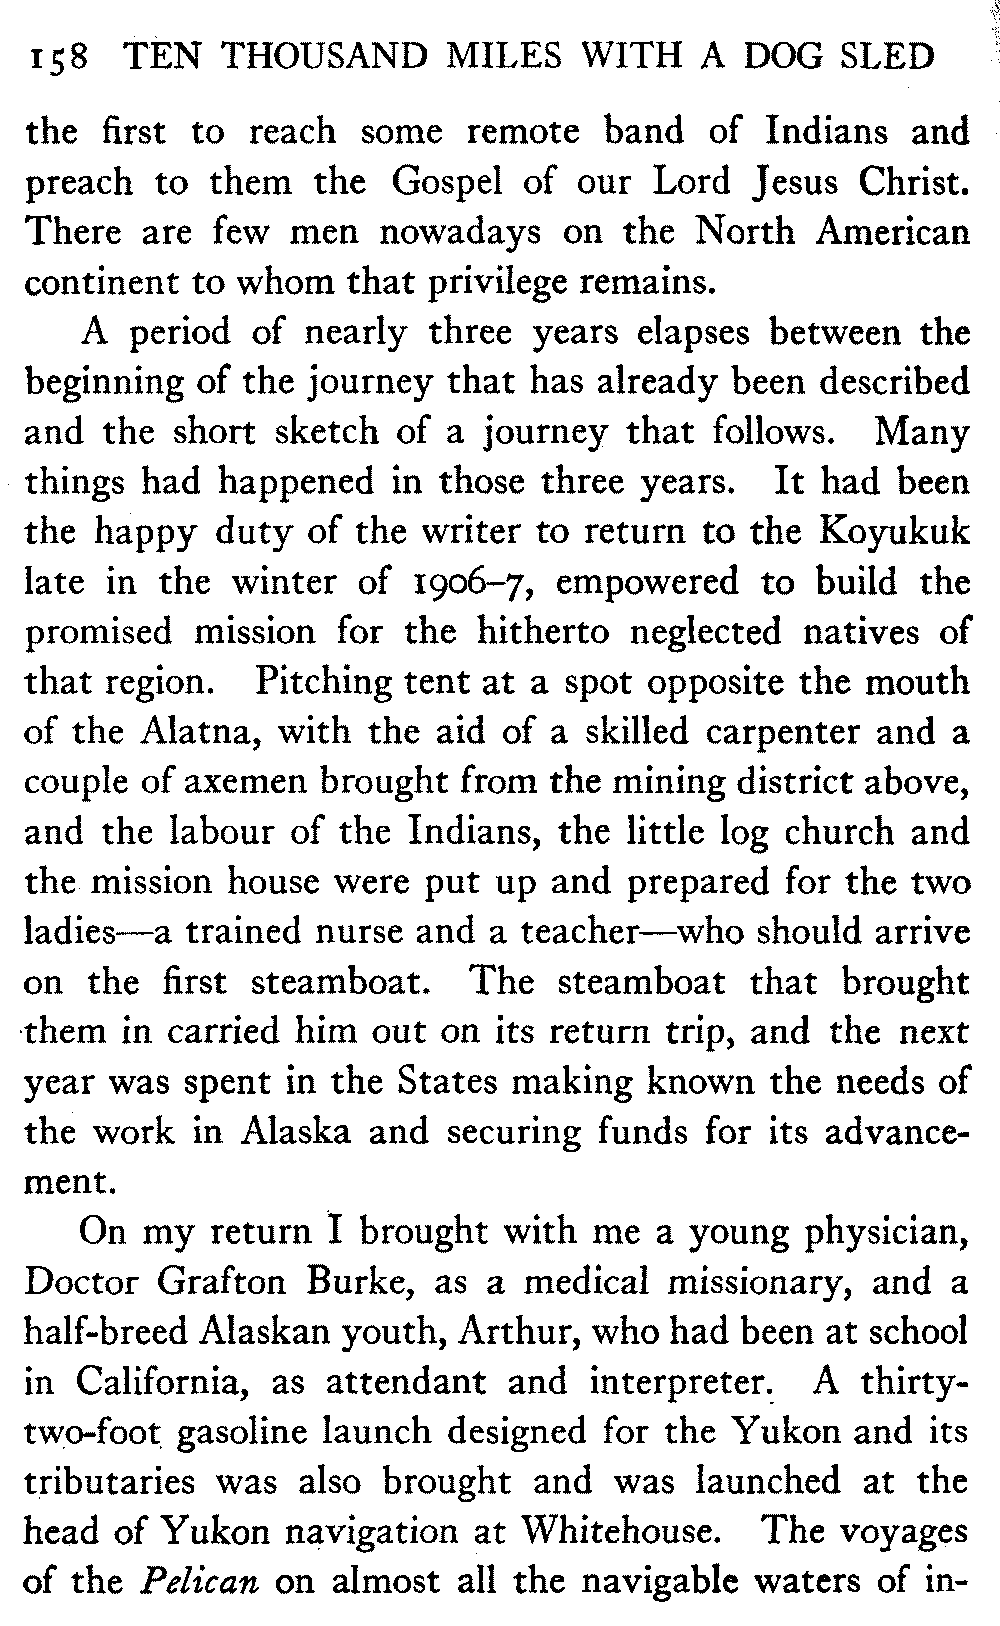 158 TEN THOUSAND MILES WITH A DOG SLED
the first to reach some remote band of Indians and
preach to them the Gospel of our Lord Jesus Christ.
There are few men nowadays on the North American
continent to whom that privilege remains.
A period of nearly three years elapses between the
beginning of the journey that has already been described
and the short sketch of a journey that follows. Many
things had happened in those three years. It had been
the happy duty of the writer to return to the Koyukuk
late in the winter of 1906–7, empowered to build the
promised mission for the hitherto neglected natives of
that region. Pitching tent at a spot opposite the mouth
of the Alatna, with the aid of a skilled carpenter and a
couple of axemen brought from the mining district above,
and the labour of the Indians, the little log church and
the mission house were put up and prepared for the two
ladies—a trained nurse and a teacher—who should arrive
on the first steamboat. The steamboat that brought
them in carried him out on its return trip, and the next
year was spent in the States making known the needs of
the work in Alaska and securing funds for its advance-
ment.
On my return I brought with me a young physician,
Doctor Grafton Burke, as a medical missionary, and a
half-breed Alaskan youth, Arthur, who had been at school
in California, as attendant and interpreter. A thirty-
two-foot gasoline launch designed for the Yukon and its
tributaries was also brought and was launched at the
head of Yukon navigation at Whitehouse. The voyages
of the Pelican on almost all the navigable waters of in-